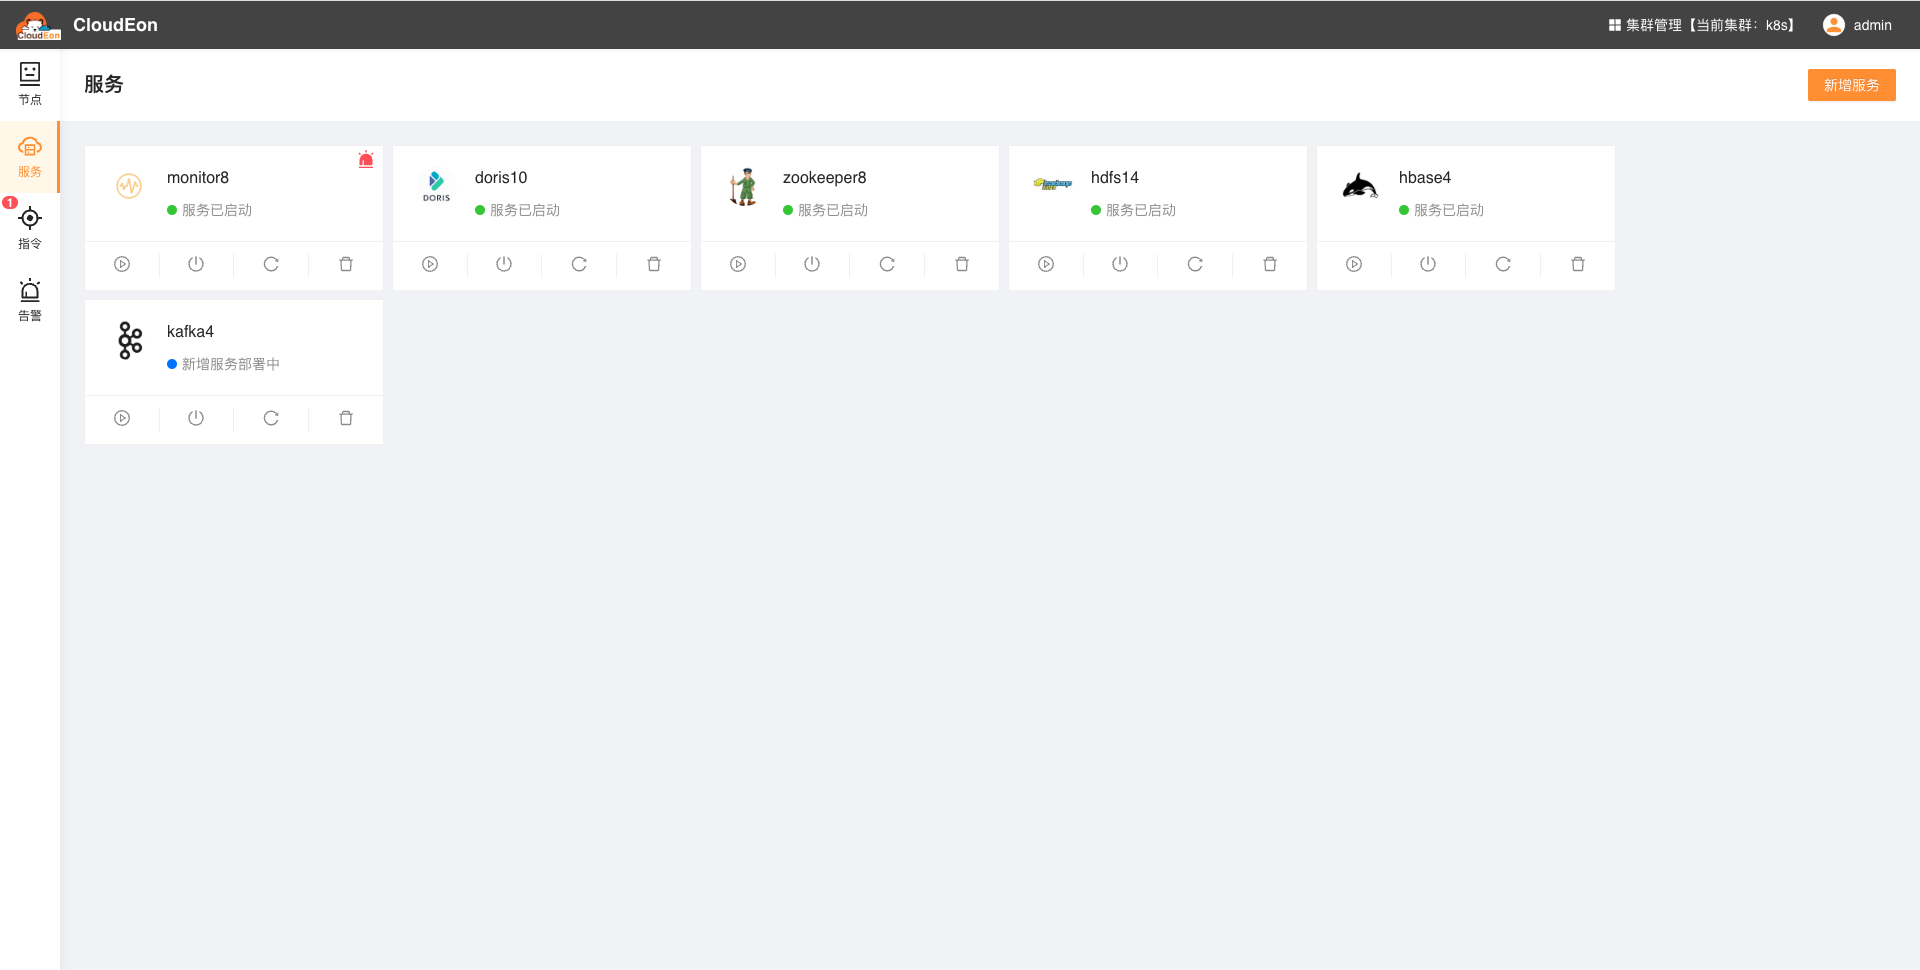 CloudEon
CloudEon
集群管理【当前集群：k8s】
admin
节点
服务
1
指令
告警
服务
新增服务
monitor8
服务已启动
DORIS
doris10
服务已启动
zookeeper8
服务已启动
hadoop
hdfs14
服务已启动
hbase4
服务已启动
kafka4
新增服务部署中